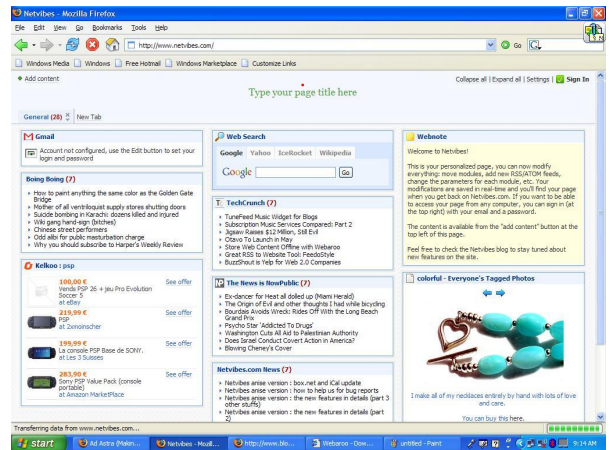 Netvibes - Mozilla Firefox
File Edit View Go Bookmarks Tools Help
http://www.netvibes.com/
Go
Windows Media Windows Free Hotmail Windows Marketplace Customize Links
Add content
Collapse all | Expand all | Settings | Sign In
Type your page title here
General (28) New Tab
Gmail
Account not configured, use the Edit button to set your
login and password
Boing Boing (7)
How to paint anything the same color as the Golden Gate
Bridge
Mother of all ventriloquist supply stores shutting doors
Suicide bombing in Karachi: dozens killed and injured
Wiki gang hand-sign (bitches)
Chinese street performers
Odd alibi for public masturbation charge
Why you should subscribe to Harper's Weekly Review
Kelkoo : psp
100,00 € See offer
Vends PSP 26 + jeu Pro Evolution
Soccer 5
at eBay
219,99 € See offer
PSP
at 2xmoinscher
199,99 € See offer
La console PSP Base de SONY.
at Les 3 Suisses
283,90 € See offer
Sony PSP Value Pack (console
portable)
at Amazon MarketPlace
Web Search
Google Yahoo IceRocket Wikipedia
Google Go
TechCrunch (7)
TuneFeed Music Widget for Blogs
Subscription Music Services Compared: Part 2
Jigsaw Raises $12 Million, Still Evil
Otavo To Launch in May
Store Web Content Offline with Webaroo
Great RSS to Website Tool: FeedoStyle
BuzzShout is Yelp for Web 2.0 Companies
The News is NowPublic (7)
Ex-dancer for Heat all dolled up (Miami Herald)
The Origin of Evil and other thoughts I had while bicycling
Bourdais Avoids Wreck: Rides Off With the Long Beach
Grand Prix
Psycho Star 'Addicted To Drugs'
Washington Cuts All Aid to Palestinian Authority
Does Israel Conduct Covert Action in America?
Blowing Cheney's Cover
Netvibes.com News (7)
Netvibes anise version : box.net and iCal update
Netvibes anise version : how to help us for bug reports
Netvibes anise version : the new features in details (part 3
other stuffs)
Netvibes anise version : the new features in details (part
2)
Webnote
Welcome to Netvibes!
This is your personalized page, you can now modify
everything: move modules, add new RSS/ATOM feeds,
change the parameters for each module, etc. Your
modifications are saved in real-time and you'll find your page
when you get back on Netvibes.com. If you want to be able
to access your page from any computer, you can sign in (at
the top right) with your email and a password.
The content is available from the "add content" button at the
top left of this page.
Feel free to check the Netvibes blog to stay tuned about
new features on the site.
colorful - Everyone's Tagged Photos
I make all of my necklaces entirely by hand with lots of love
and care.
You can buy this here.
Transferring data from www.netvibes.com...
start Ad Astra (Makin... Netvibes - Mozill... http://www.blo... Webaroo - Dow... untitled - Paint 9:14 AM